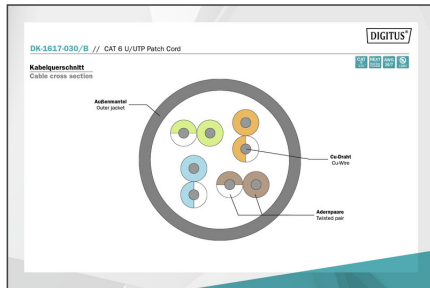 DIGITUS®
DK-1617-030/B // CAT 6 U/UTP Patch Cord
Kabelquerschnitt
Cable cross section
Außenmantel
Outer jacket
Cu-Draht
Cu-Wire
Adernpaare
Twisted pair